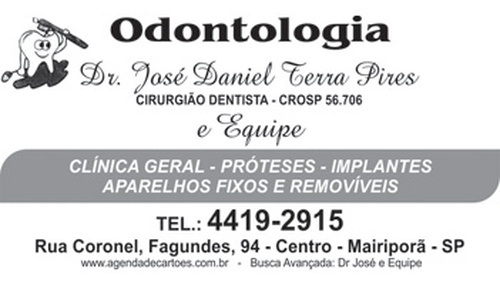 Odontologia
Dr. José Daniel Terra Pires
CIRURGIÃO DENTISTA - CROSP 56.706
e Equipe
CLÍNICA GERAL - PRÓTESES - IMPLANTES
APARELHOS FIXOS E REMOVÍVEIS
TEL.: 4419-2915
Rua Coronel, Fagundes, 94 - Centro - Mairiporã - SP
www.agendadecartoes.com.br - Busca Avançada: Dr José e Equipe